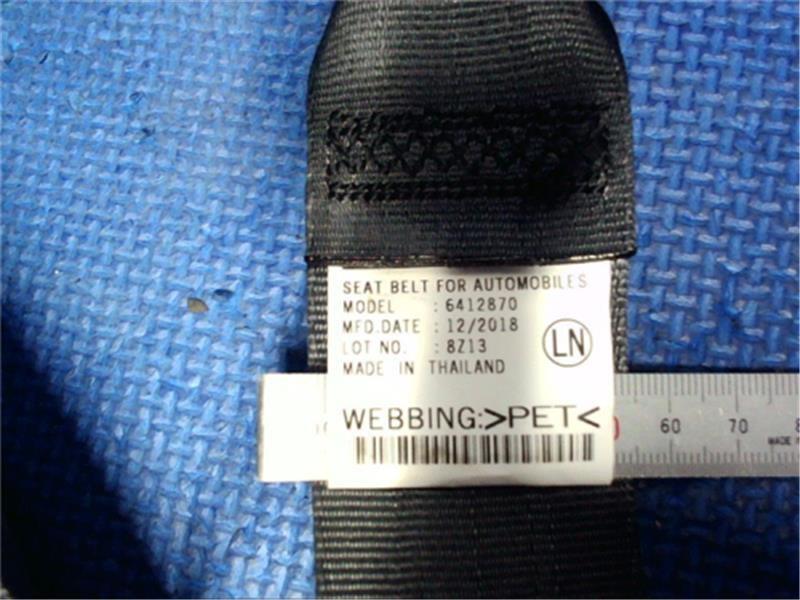 SEAT BELT FOR AUTOMOBILES
MODEL : 6412870
MFD.DATE : 12/2018
LOT NO. : 8Z13
LN
MADE IN THAILAND
WEBBING:>PET<
60 70
MADE